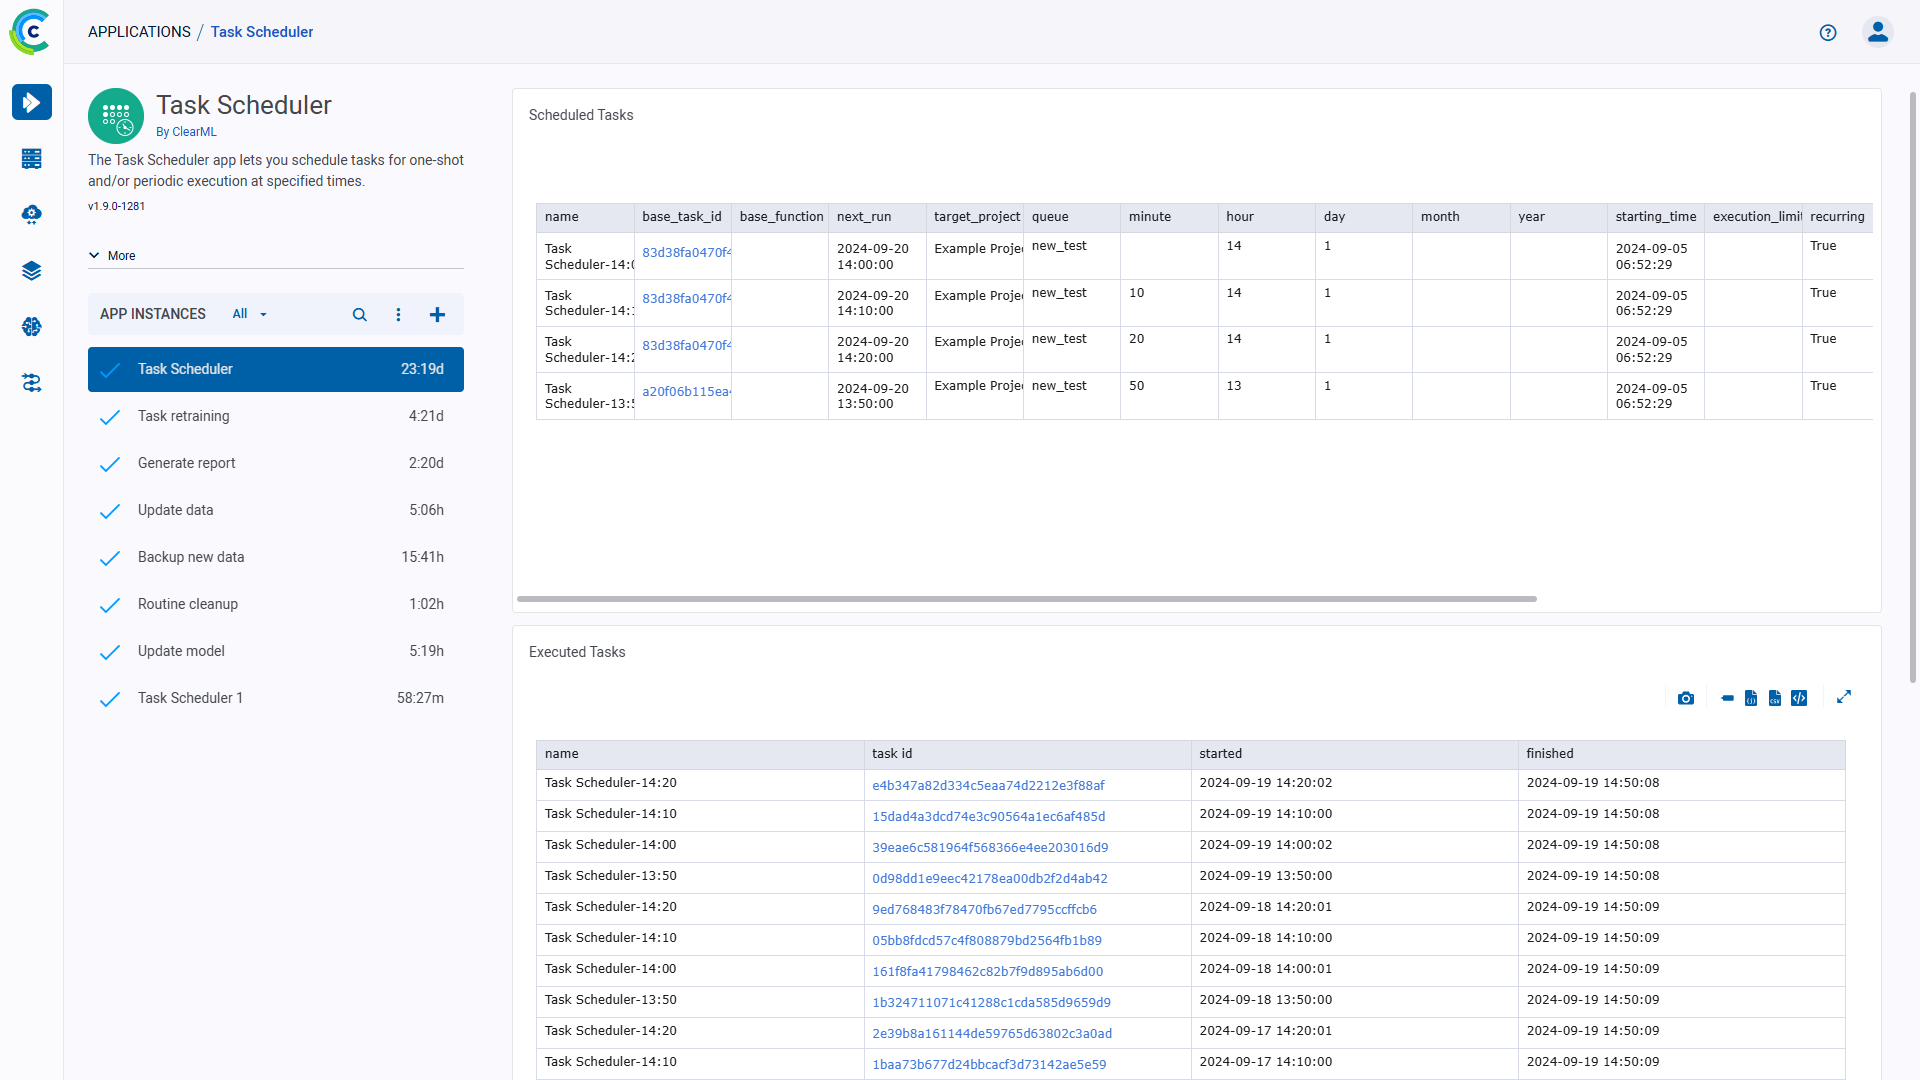 APPLICATIONS / Task Scheduler
Task Scheduler
By ClearML
The Task Scheduler app lets you schedule tasks for one-shot
and/or periodic execution at specified times.
v1.9.0-1281
More
APP INSTANCES All
Task Scheduler 23:19d
Task retraining 4:21d
Generate report 2:20d
Update data 5:06h
Backup new data 15:41h
Routine cleanup 1:02h
Update model 5:19h
Task Scheduler 1 58:27m
Scheduled Tasks
name base_task_id base_function next_run target_project queue minute hour day month year starting_time execution_limit recurring
Task Scheduler-14:0 83d38fa0470f4 2024-09-20 14:00:00 Example Projec new_test 14 1 2024-09-05 06:52:29 True
Task Scheduler-14:1 83d38fa0470f4 2024-09-20 14:10:00 Example Projec new_test 10 14 1 2024-09-05 06:52:29 True
Task Scheduler-14:2 83d38fa0470f4 2024-09-20 14:20:00 Example Projec new_test 20 14 1 2024-09-05 06:52:29 True
Task Scheduler-13:5 a20f06b115ea4 2024-09-20 13:50:00 Example Projec new_test 50 13 1 2024-09-05 06:52:29 True
Executed Tasks
name task id started finished
Task Scheduler-14:20 e4b347a82d334c5eaa74d2212e3f88af 2024-09-19 14:20:02 2024-09-19 14:50:08
Task Scheduler-14:10 15dad4a3dcd74e3c90564a1ec6af485d 2024-09-19 14:10:00 2024-09-19 14:50:08
Task Scheduler-14:00 39eae6c581964f568366e4ee203016d9 2024-09-19 14:00:02 2024-09-19 14:50:08
Task Scheduler-13:50 0d98dd1e9eec42178ea00db2f2d4ab42 2024-09-19 13:50:00 2024-09-19 14:50:08
Task Scheduler-14:20 9ed768483f78470fb67ed7795ccffcb6 2024-09-18 14:20:01 2024-09-19 14:50:09
Task Scheduler-14:10 05bb8fdcd57c4f808879bd2564fb1b89 2024-09-18 14:10:00 2024-09-19 14:50:09
Task Scheduler-14:00 161f8fa41798462c82b7f9d895ab6d00 2024-09-18 14:00:01 2024-09-19 14:50:09
Task Scheduler-13:50 1b324711071c41288c1cda585d9659d9 2024-09-18 13:50:00 2024-09-19 14:50:09
Task Scheduler-14:20 2e39b8a161144de59765d63802c3a0ad 2024-09-17 14:20:01 2024-09-19 14:50:09
Task Scheduler-14:10 1baa73b677d24bbcacf3d73142ae5e59 2024-09-17 14:10:00 2024-09-19 14:50:09